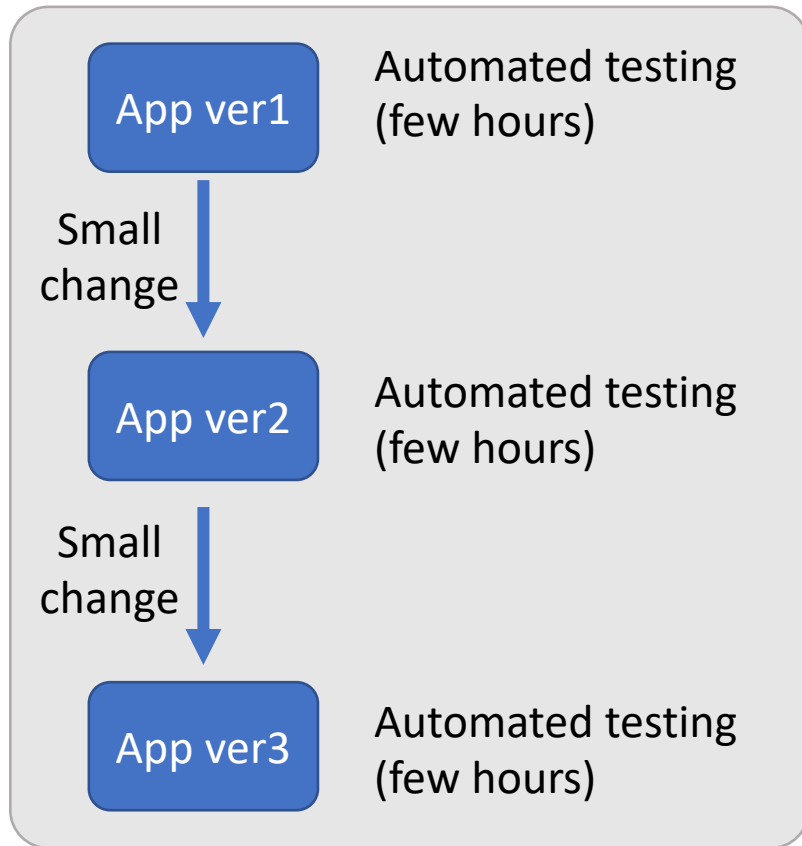 App ver1
Automated testing
(few hours)
Small
change
App ver2
Automated testing
(few hours)
Small
change
App ver3
Automated testing
(few hours)